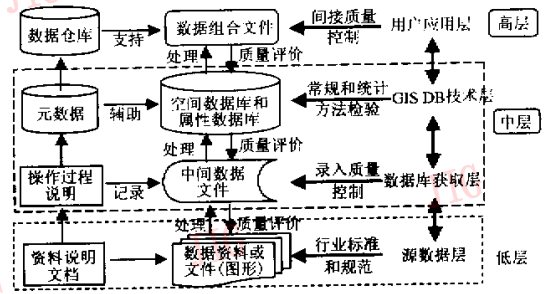 数据仓库
支持
数据组合文件
间接质量
控制
用户应用层
高层
处理
质量评价
元数据
辅助
空间数据库和
属性数据库
常规和统计
方法检验
GIS DB技术层
中层
处理
质量评价
操作过程
说明
记录
中间数据
文件
录入质量
控制
数据库获取层
处理
质量评价
资料说明
文档
数据资料或
文件(图形)
行业标准
和规范
源数据层
低层